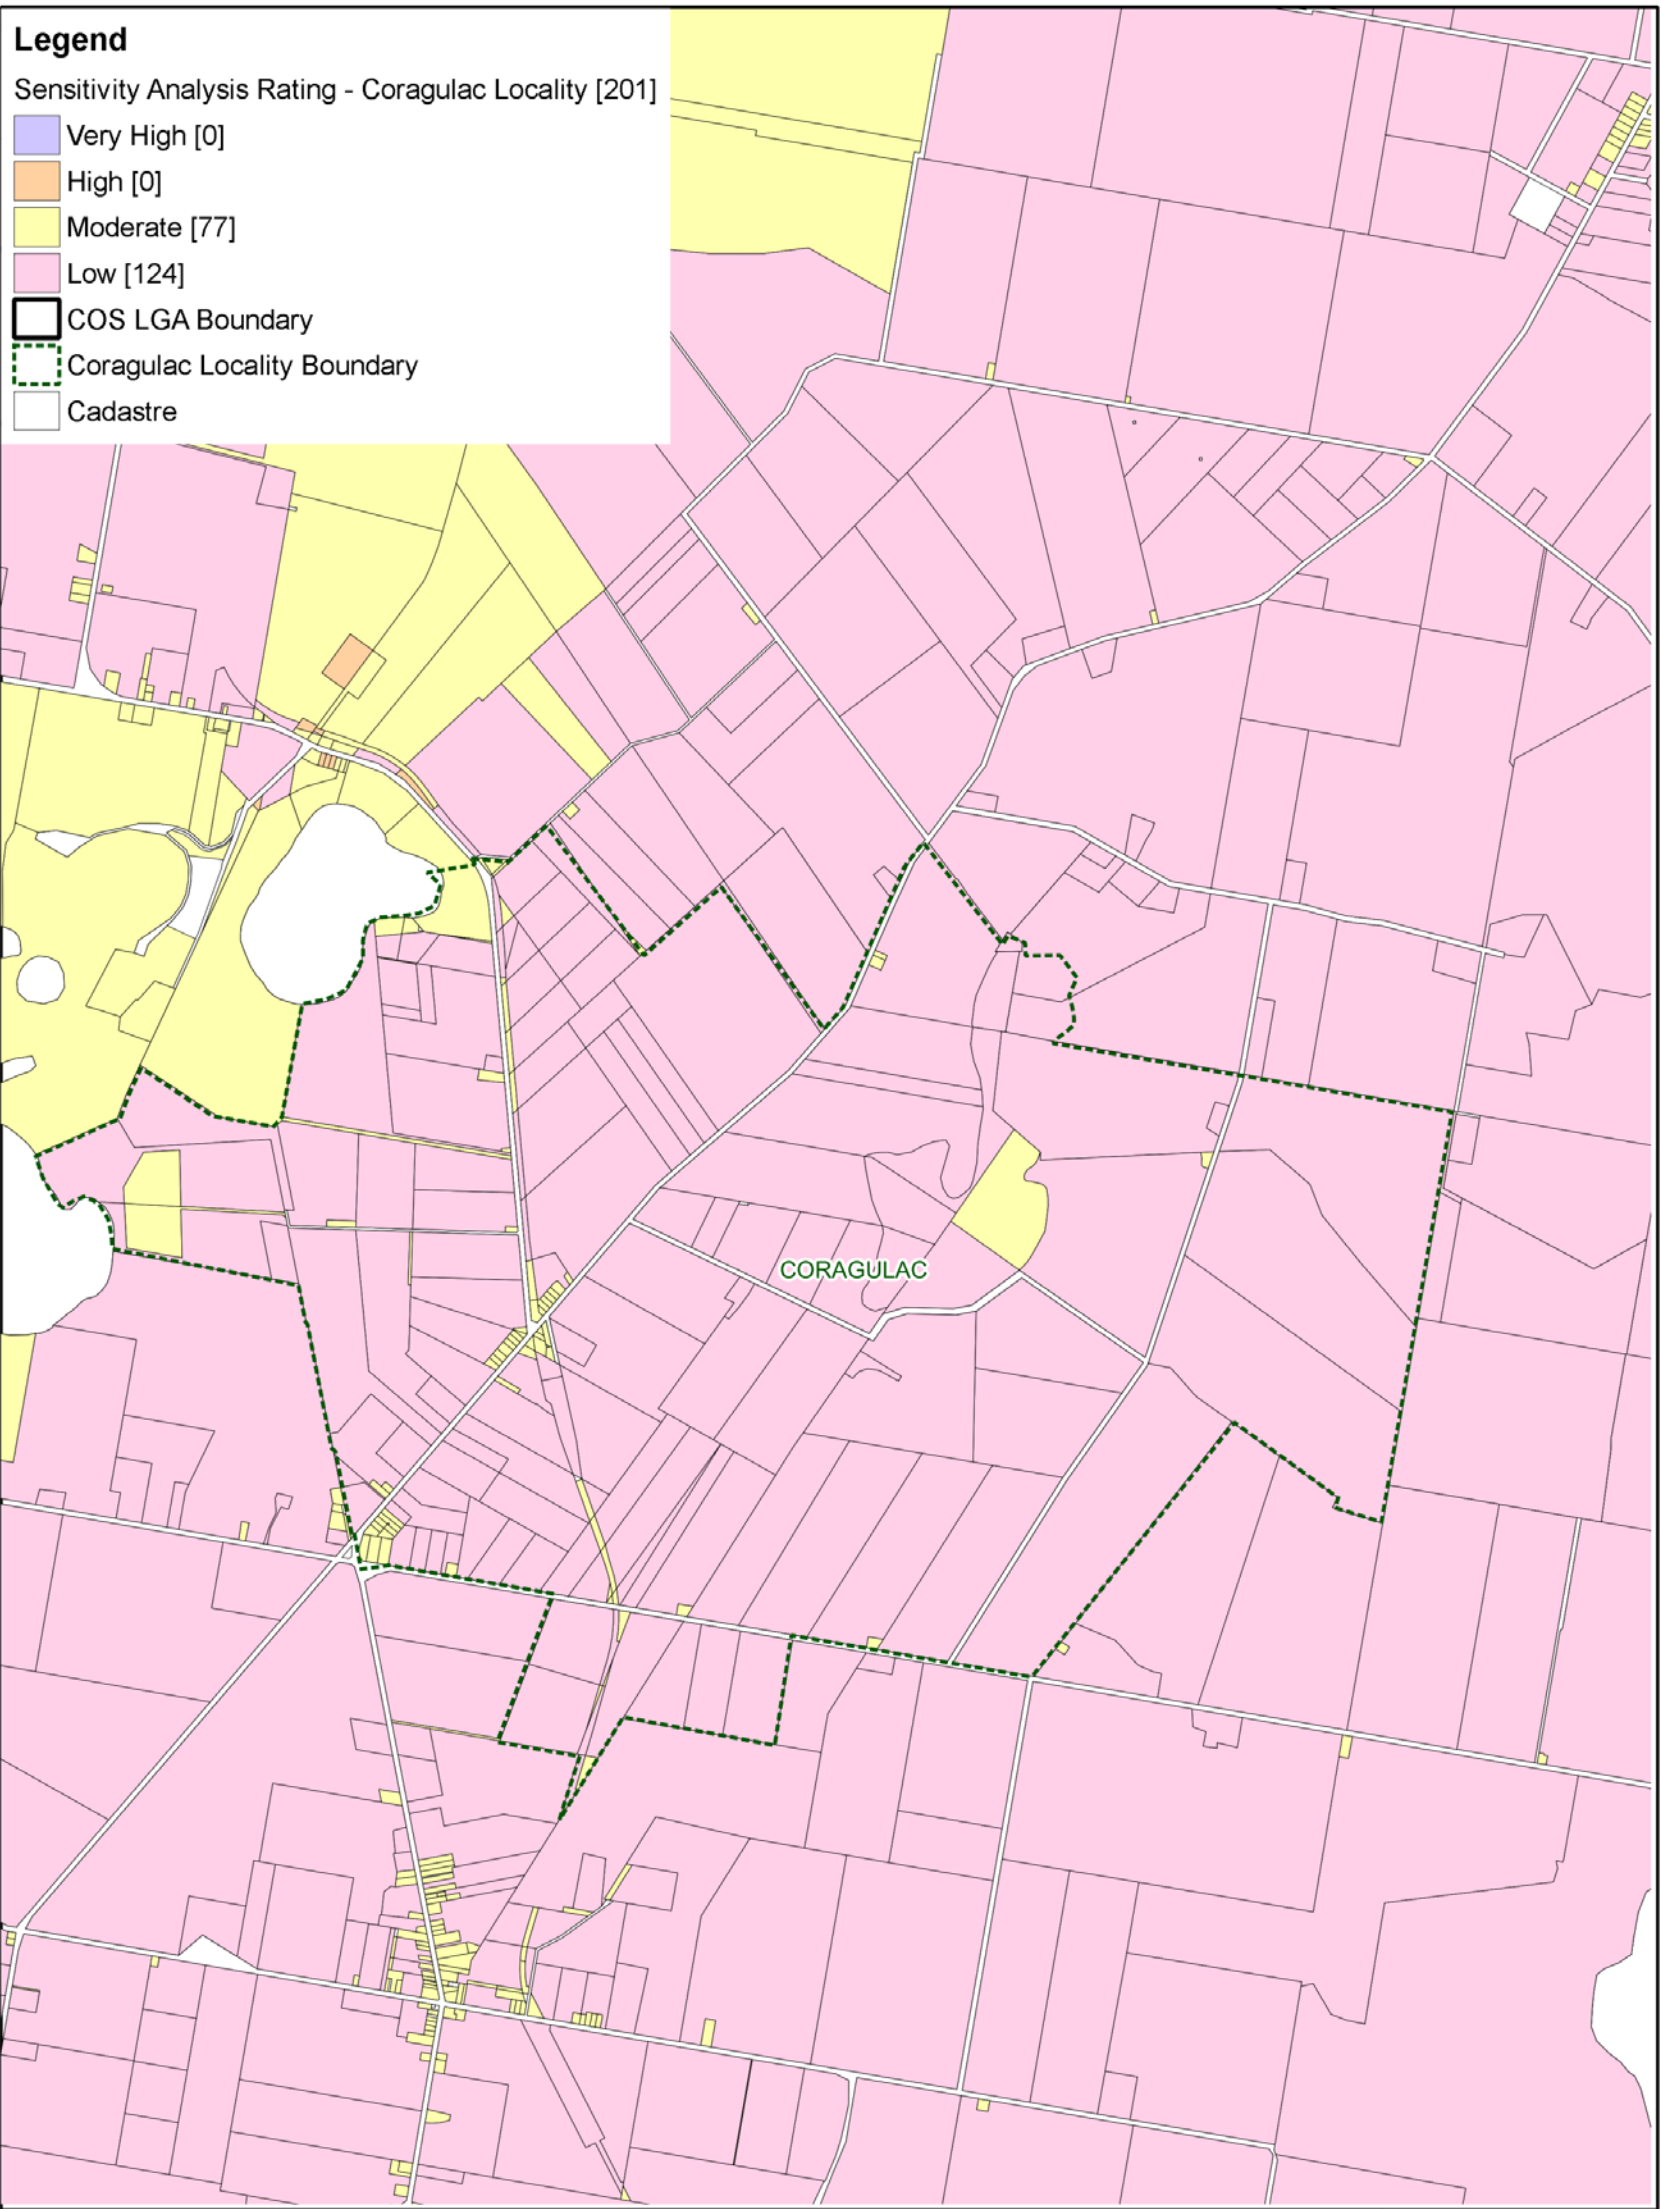 Legend
Sensitivity Analysis Rating - Coragulac Locality [201]
Very High [0]
High [0]
Moderate [77]
Low [124]
COS LGA Boundary
Coragulac Locality Boundary
Cadastre
CORAGULAC